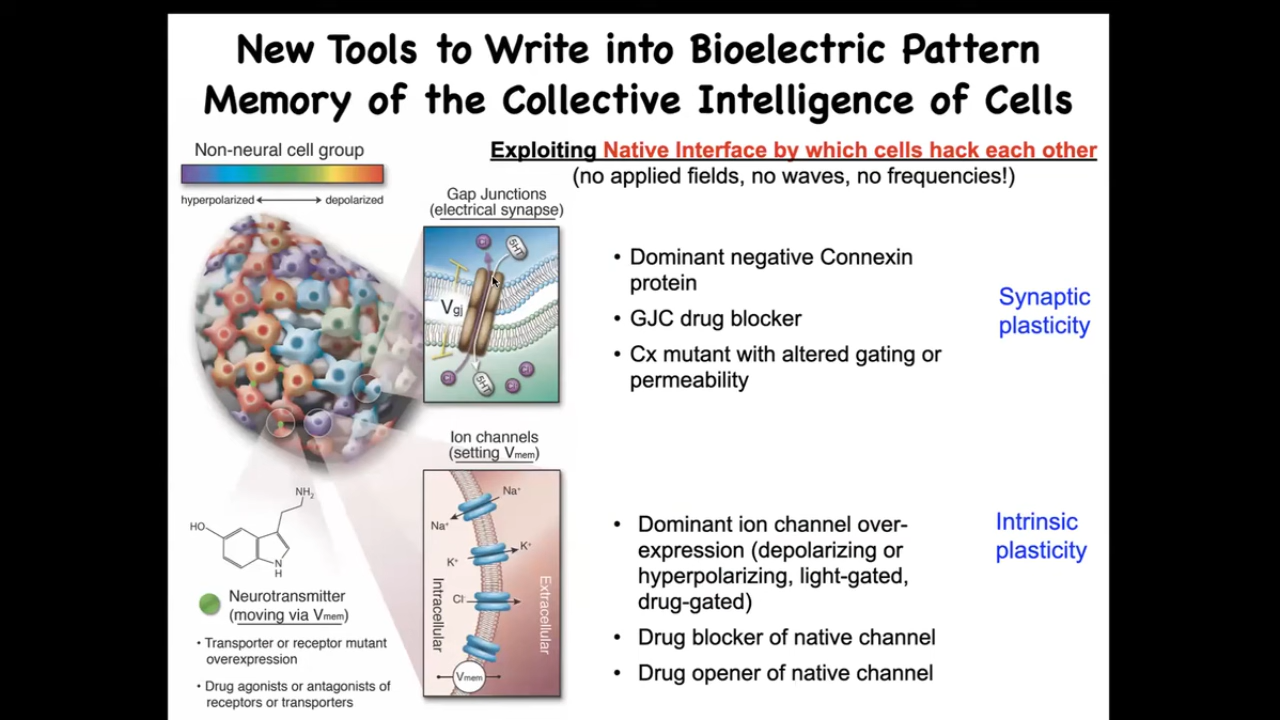 New Tools to Write into Bioelectric Pattern
Memory of the Collective Intelligence of Cells
Exploiting Native Interface by which cells hack each other
(no applied fields, no waves, no frequencies!)
Non-neural cell group
hyperpolarized
depolarized
Gap Junctions
(electrical synapse)
5HT
Vgj
5HT
• Dominant negative Connexin
protein
• GJC drug blocker
• Cx mutant with altered gating or
permeability
Synaptic
plasticity
Ion channels
(setting Vmem)
Na⁺
Na⁺
K⁺
K⁺
Cl⁻
Intracellular
Extracellular
Vmem
• Dominant ion channel over-
expression (depolarizing or
hyperpolarizing, light-gated,
drug-gated)
• Drug blocker of native channel
• Drug opener of native channel
Intrinsic
plasticity
NH₂
HO
N
H
Neurotransmitter
(moving via Vmem)
• Transporter or receptor mutant
overexpression
• Drug agonists or antagonists of
receptors or transporters